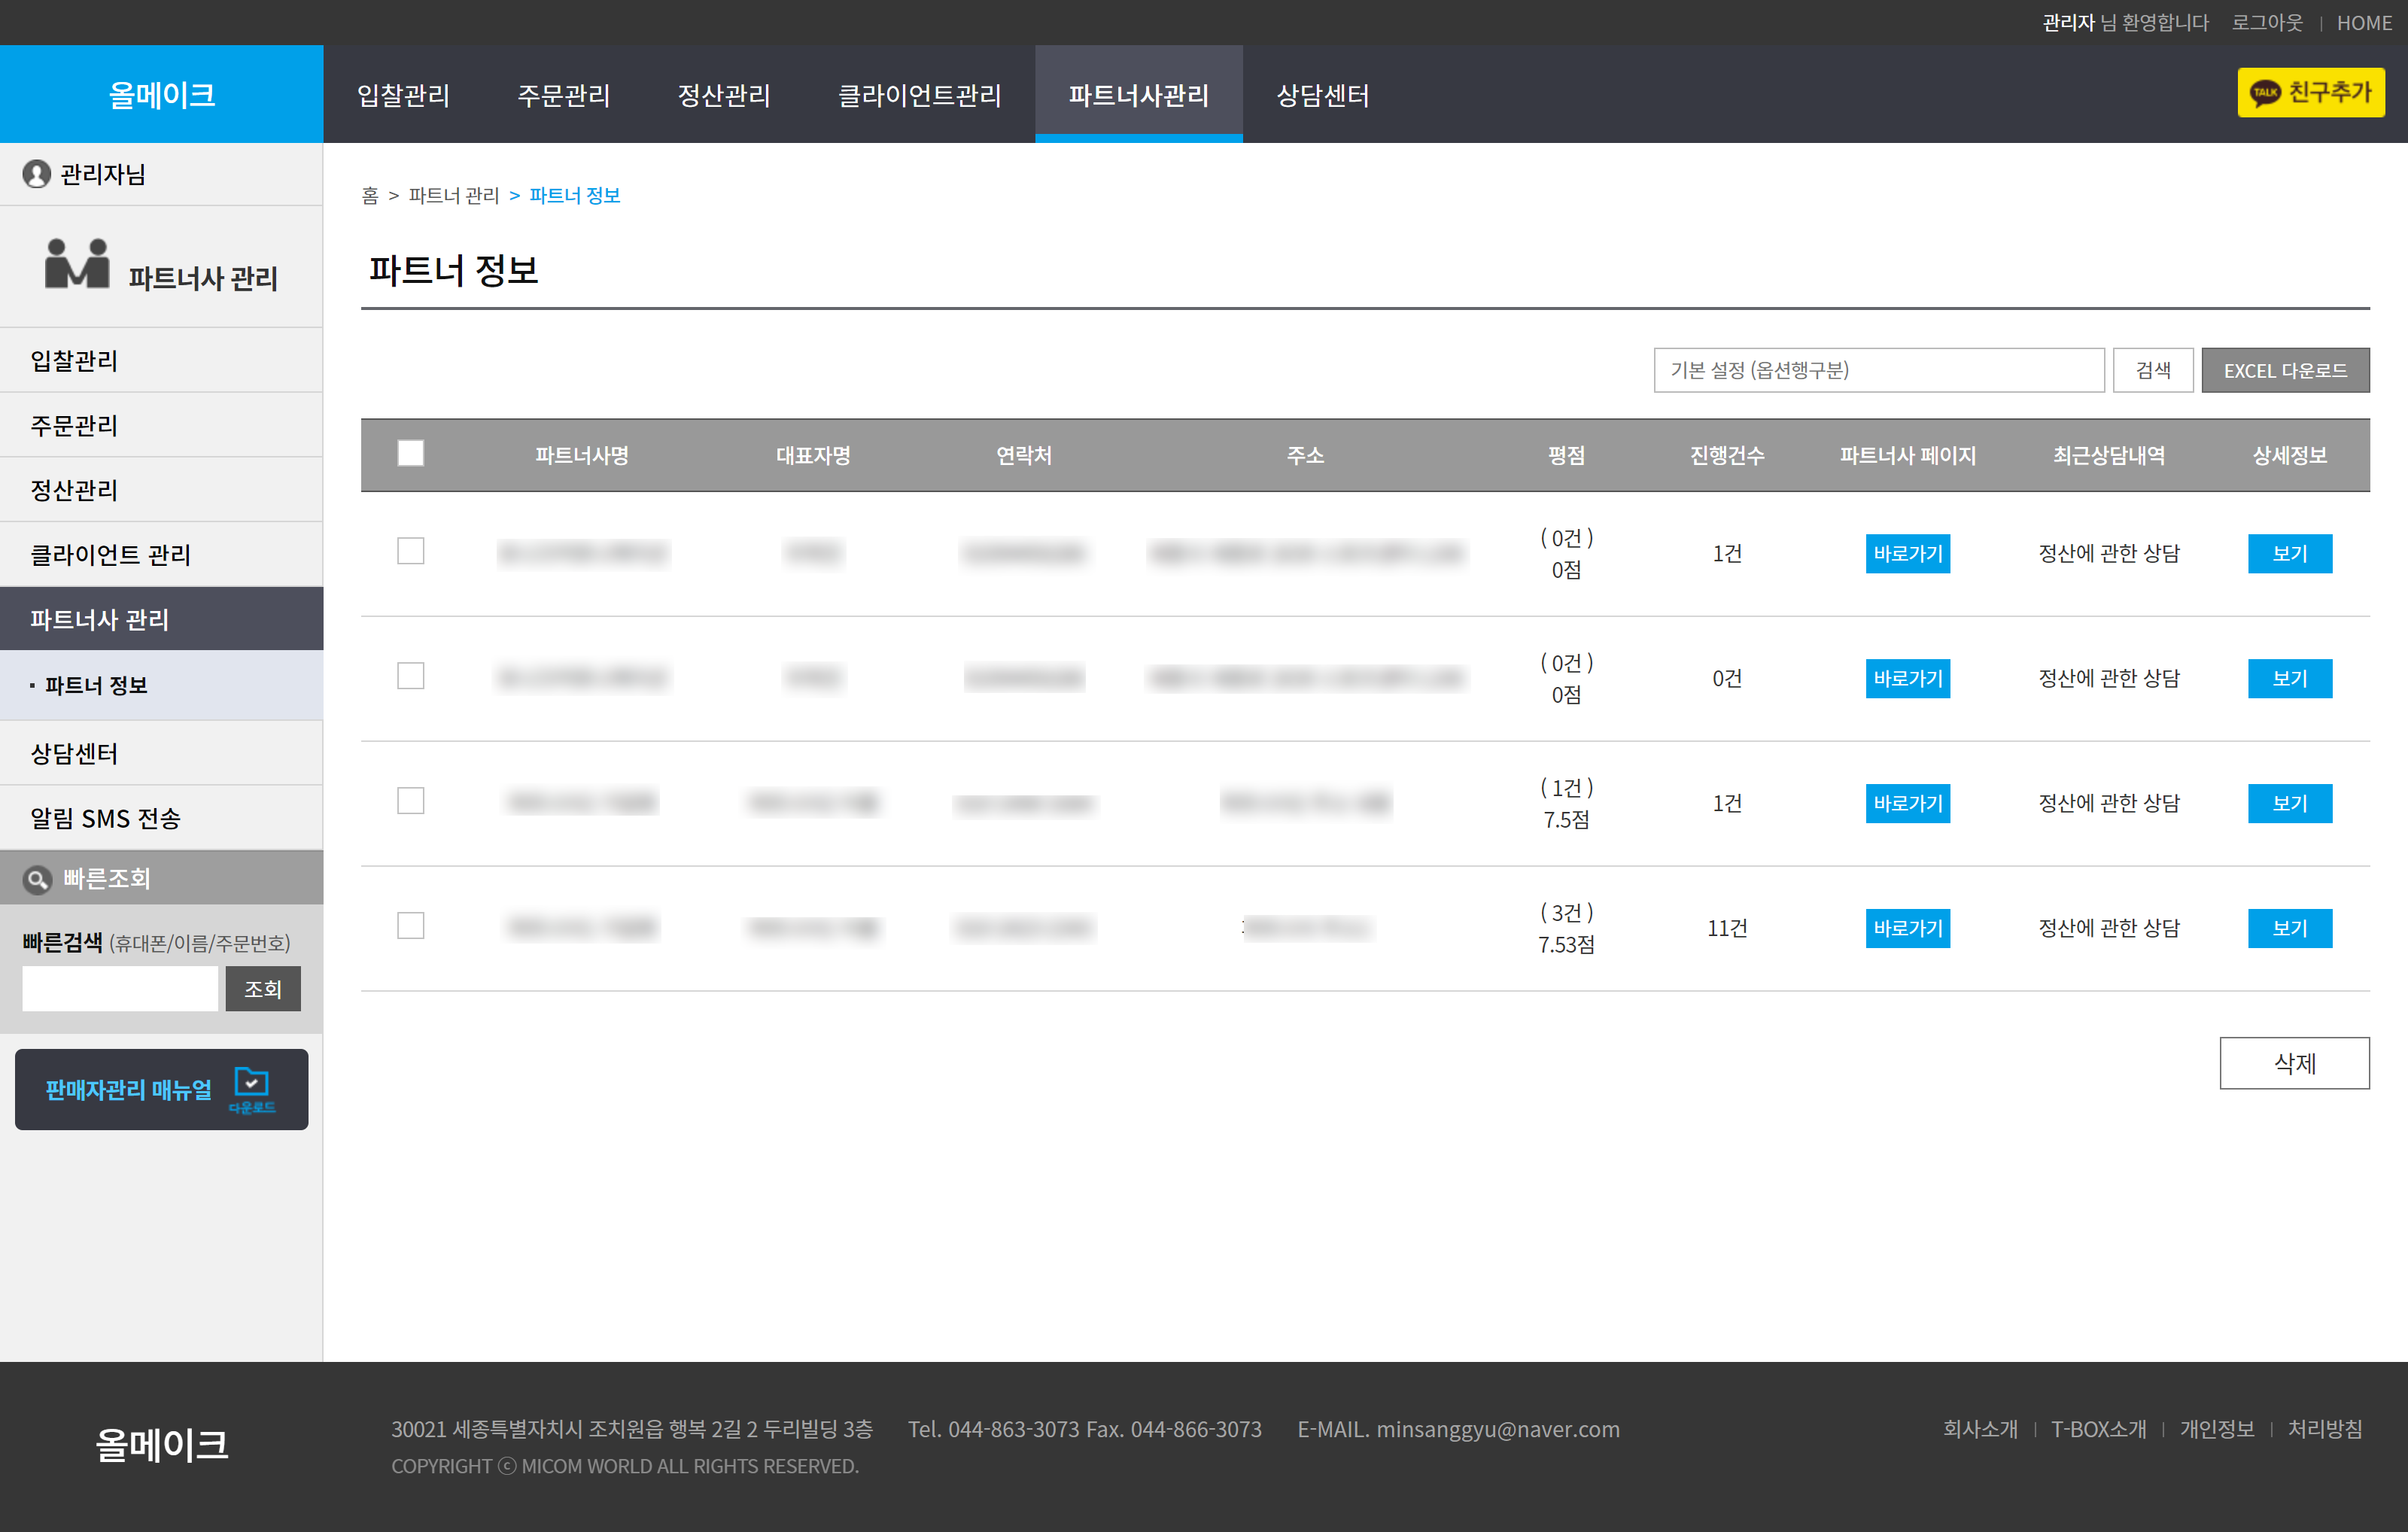 관리자 님 환영합니다 로그아웃 | HOME
올메이크 입찰관리 주문관리 정산관리 클라이언트관리 파트너사관리 상담센터 TALK 친구추가
관리자님
파트너사 관리
입찰관리
주문관리
정산관리
클라이언트 관리
파트너사 관리
· 파트너 정보
상담센터
알림 SMS 전송
빠른조회
빠른검색 (휴대폰/이름/주문번호)
조회
판매자관리 매뉴얼 다운로드
홈 > 파트너 관리 > 파트너 정보
파트너 정보
기본 설정 (옵션행구분) 검색 EXCEL 다운로드
파트너사명 대표자명 연락처 주소 평점 진행건수 파트너사 페이지 최근상담내역 상세정보
( 0건 )
0점 1건 바로가기 정산에 관한 상담 보기
( 0건 )
0점 0건 바로가기 정산에 관한 상담 보기
( 1건 )
7.5점 1건 바로가기 정산에 관한 상담 보기
( 3건 )
7.53점 11건 바로가기 정산에 관한 상담 보기
삭제
올메이크
30021 세종특별자치시 조치원읍 행복 2길 2 두리빌딩 3층 Tel. 044-863-3073 Fax. 044-866-3073 E-MAIL. minsanggyu@naver.com
COPYRIGHT ⓒ MICOM WORLD ALL RIGHTS RESERVED.
회사소개 | T-BOX소개 | 개인정보 | 처리방침